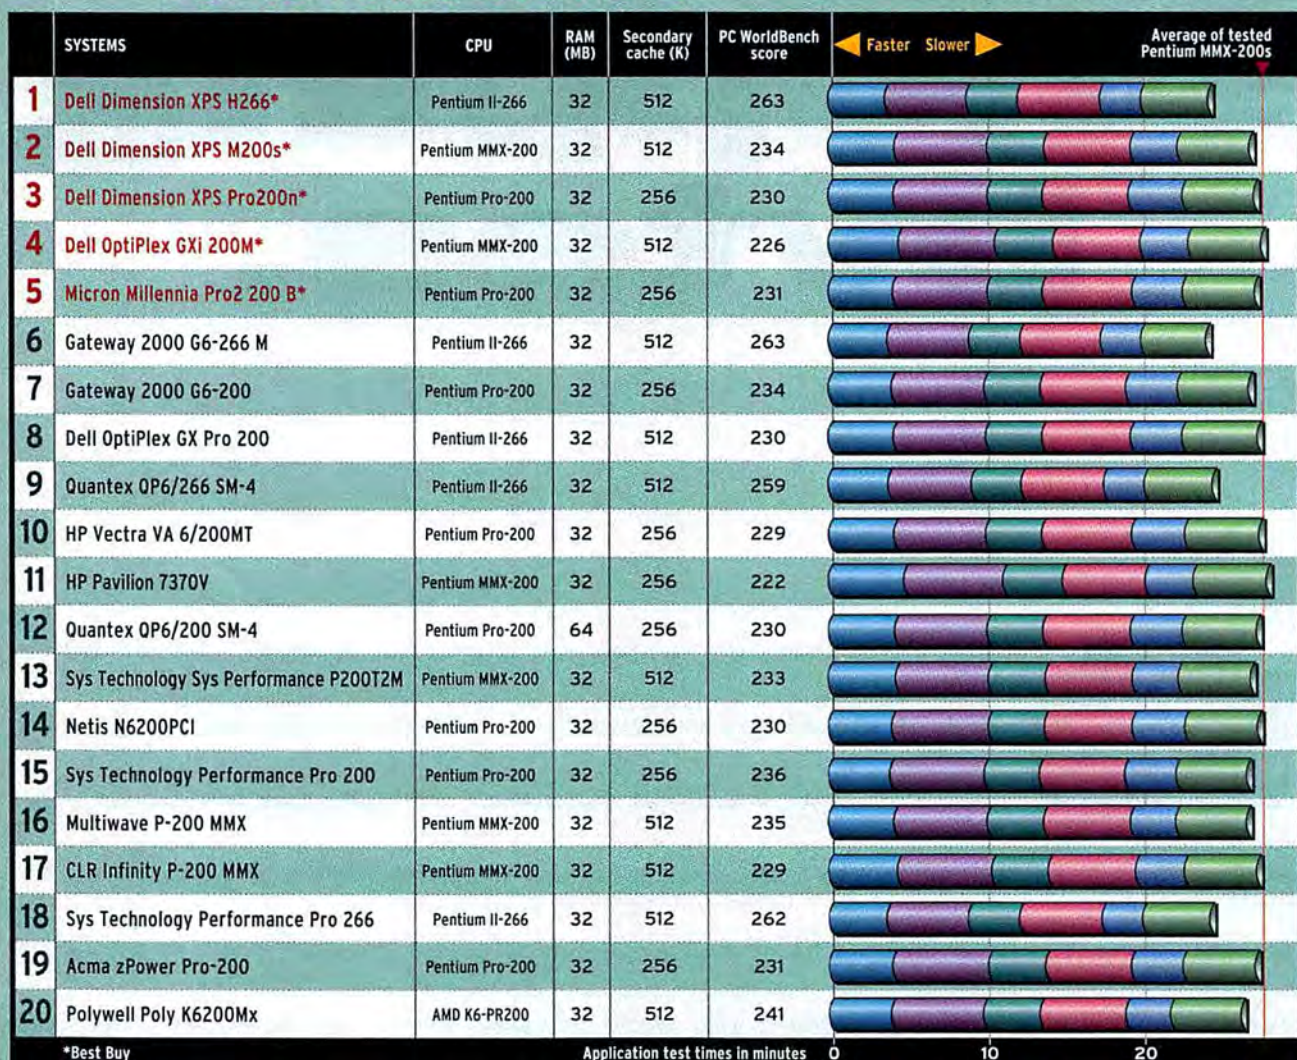 SYSTEMS CPU RAM (MB) Secondary cache (K) PC WorldBench score Faster Slower Average of tested Pentium MMX-200s
1 Dell Dimension XPS H266* Pentium II-266 32 512 263
2 Dell Dimension XPS M200s* Pentium MMX-200 32 512 234
3 Dell Dimension XPS Pro200n* Pentium Pro-200 32 256 230
4 Dell OptiPlex GXi 200M* Pentium MMX-200 32 512 226
5 Micron Millennia Pro2 200 B* Pentium Pro-200 32 256 231
6 Gateway 2000 G6-266 M Pentium II-266 32 512 263
7 Gateway 2000 G6-200 Pentium Pro-200 32 256 234
8 Dell OptiPlex GX Pro 200 Pentium II-266 32 512 230
9 Quantex QP6/266 SM-4 Pentium II-266 32 512 259
10 HP Vectra VA 6/200MT Pentium Pro-200 32 256 229
11 HP Pavilion 7370V Pentium MMX-200 32 256 222
12 Quantex QP6/200 SM-4 Pentium Pro-200 64 256 230
13 Sys Technology Sys Performance P200T2M Pentium MMX-200 32 512 233
14 Netis N6200PCI Pentium Pro-200 32 256 230
15 Sys Technology Performance Pro 200 Pentium Pro-200 32 256 236
16 Multiwave P-200 MMX Pentium MMX-200 32 512 235
17 CLR Infinity P-200 MMX Pentium MMX-200 32 512 229
18 Sys Technology Performance Pro 266 Pentium II-266 32 512 262
19 Acma zPower Pro-200 Pentium Pro-200 32 256 231
20 Polywell Poly K6200Mx AMD K6-PR200 32 512 241
*Best Buy Application test times in minutes 0 10 20